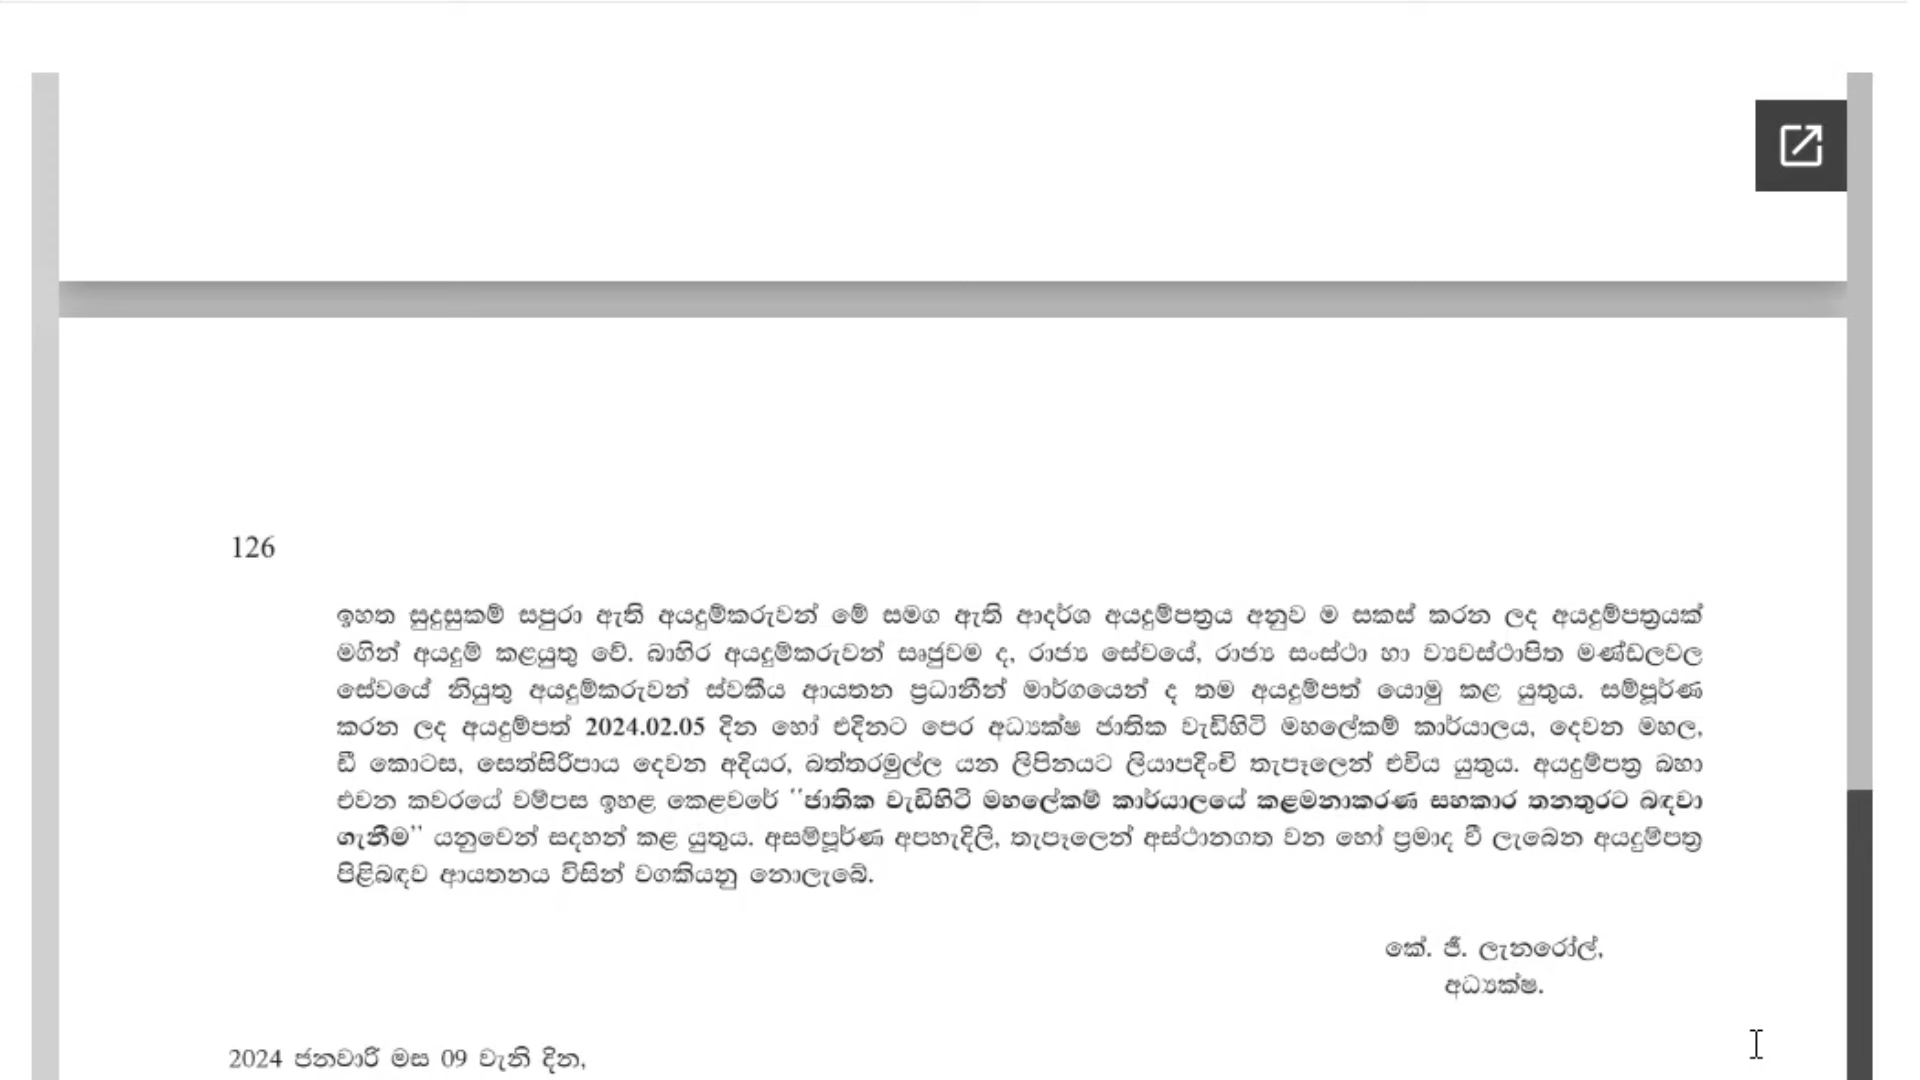 126
ඉහත සුදුසුකම් සපුරා ඇති අයදුම්කරුවන් මේ සමග ඇති ආදර්ශ අයදුම්පත්‍රය අනුව ම සකස් කරන ලද අයදුම්පත්‍රයක්
මගින් අයදුම් කළයුතු වේ. බාහිර අයදුම්කරුවන් සෘජුවම ද, රාජ්‍ය සේවයේ, රාජ්‍ය සංස්ථා හා ව්‍යවස්ථාපිත මණ්ඩලවල
සේවයේ නියුතු අයදුම්කරුවන් ස්වකීය ආයතන ප්‍රධානීන් මාර්ගයෙන් ද තම අයදුම්පත් යොමු කළ යුතුය. සම්පූර්ණ
කරන ලද අයදුම්පත් 2024.02.05 දින හෝ එදිනට පෙර අධ්‍යක්ෂ ජාතික වැඩිහිටි මහලේකම් කාර්යාලය, දෙවන මහල,
ඩී කොටස, සෙත්සිරිපාය දෙවන අදියර, බත්තරමුල්ල යන ලිපිනයට ලියාපදිංචි තැපෑලෙන් එවිය යුතුය. අයදුම්පත්‍ර බහා
එවන කවරයේ වම්පස ඉහළ කෙළවරේ ''ජාතික වැඩිහිටි මහලේකම් කාර්යාලයේ කළමනාකරණ සහකාර තනතුරට බඳවා
ගැනීම'' යනුවෙන් සදහන් කළ යුතුය. අසම්පූර්ණ අපහැදිලි, තැපෑලෙන් අස්ථානගත වන හෝ ප්‍රමාද වී ලැබෙන අයදුම්පත්‍ර
පිළිබඳව ආයතනය විසින් වගකියනු නොලැබේ.
කේ. ජී. ලැනරෝල්,
අධ්‍යක්ෂ.
2024 ජනවාරි මස 09 වැනි දින,